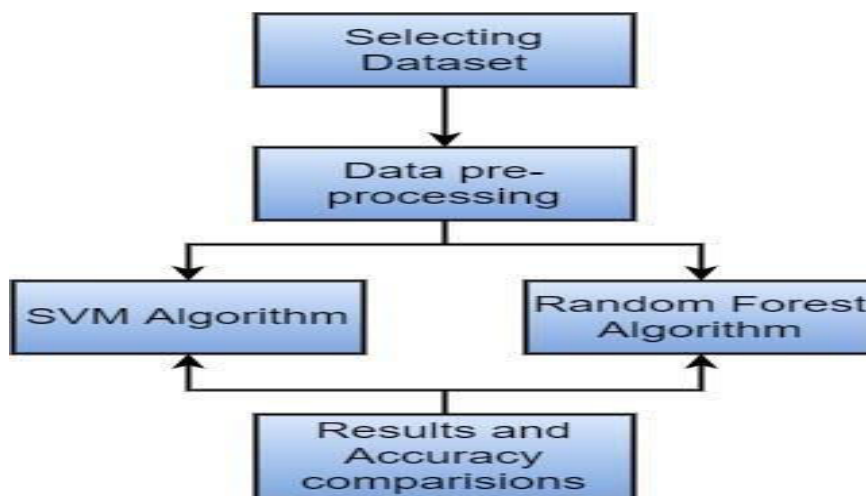 Selecting
Dataset
Data pre-
processing
SVM Algorithm
Random Forest
Algorithm
Results and
Accuracy
comparisions